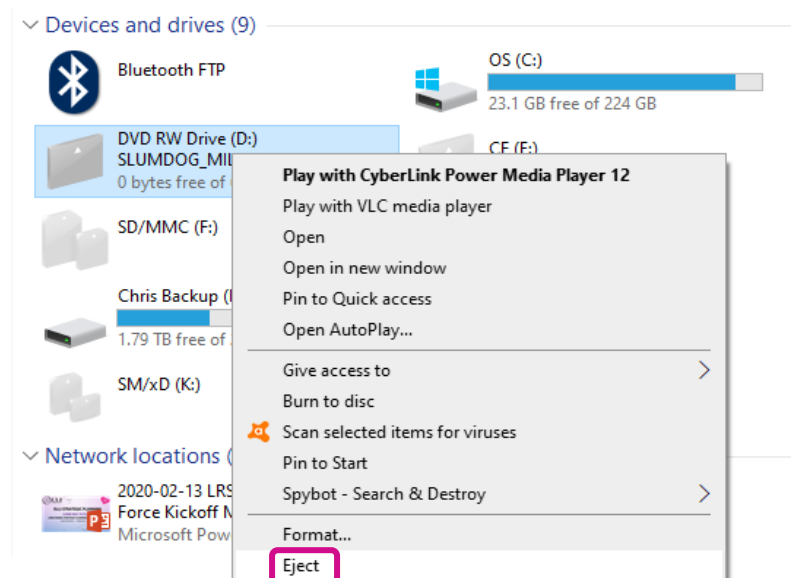 Devices and drives (9)
Bluetooth FTP
OS (C:)
23.1 GB free of 224 GB
DVD RW Drive (D:)
SLUMDOG_MIL
0 bytes free of
CF (E:)
SD/MMC (F:)
Chris Backup (
1.79 TB free of
SM/xD (K:)
Network locations (
2020-02-13 LRS
Force Kickoff M
Microsoft Pow
Play with CyberLink Power Media Player 12
Play with VLC media player
Open
Open in new window
Pin to Quick access
Open AutoPlay...
Give access to
Burn to disc
Scan selected items for viruses
Pin to Start
Spybot - Search & Destroy
Format...
Eject